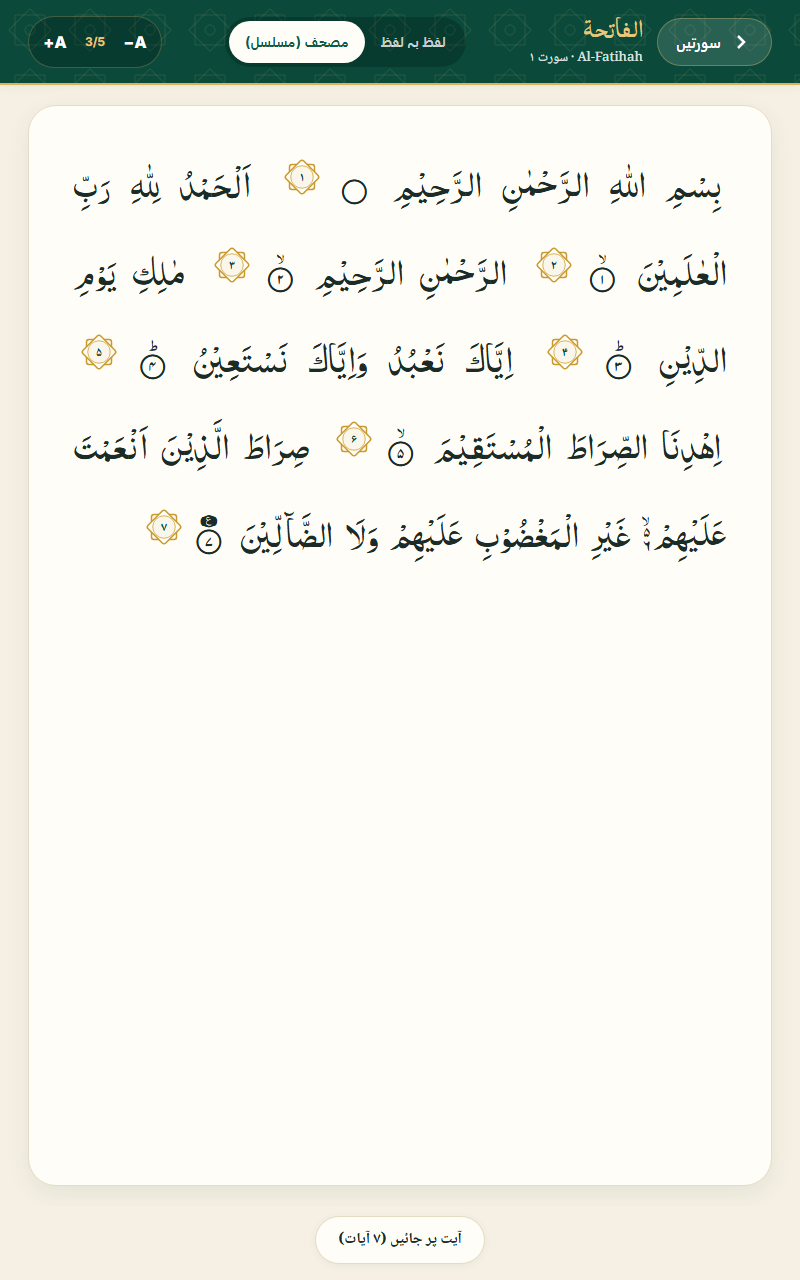 سورتیں
الفاتحة
Al-Fatihah · سورت ۱
لفظ بہ لفظ
مصحف (مسلسل)
A−
3/5
A+
بِسْمِ اللّٰهِ الرَّحْمٰنِ الرَّحِیْمِ ۝ ۱ اَلْحَمْدُ لِلّٰهِ رَبِّ
الْعٰلَمِیْنَ ۙ۝۱ ۲ الرَّحْمٰنِ الرَّحِیْمِ ۙ۝۲ ۳ مٰلِكِ یَوْمِ
الدِّیْنِ ؕ۝۳ ۴ اِیَّاكَ نَعْبُدُ وَاِیَّاكَ نَسْتَعِیْنُ ؕ۝۴ ۵
اِهْدِنَا الصِّرَاطَ الْمُسْتَقِیْمَ ۙ۝۵ ۶ صِرَاطَ الَّذِیْنَ اَنْعَمْتَ
عَلَیْهِمْ ۙ۬ۦ غَیْرِ الْمَغْضُوْبِ عَلَیْهِمْ وَلَا الضَّآلِّیْنَ ۝۷ ۷
آیت پر جائیں (۷ آیات)